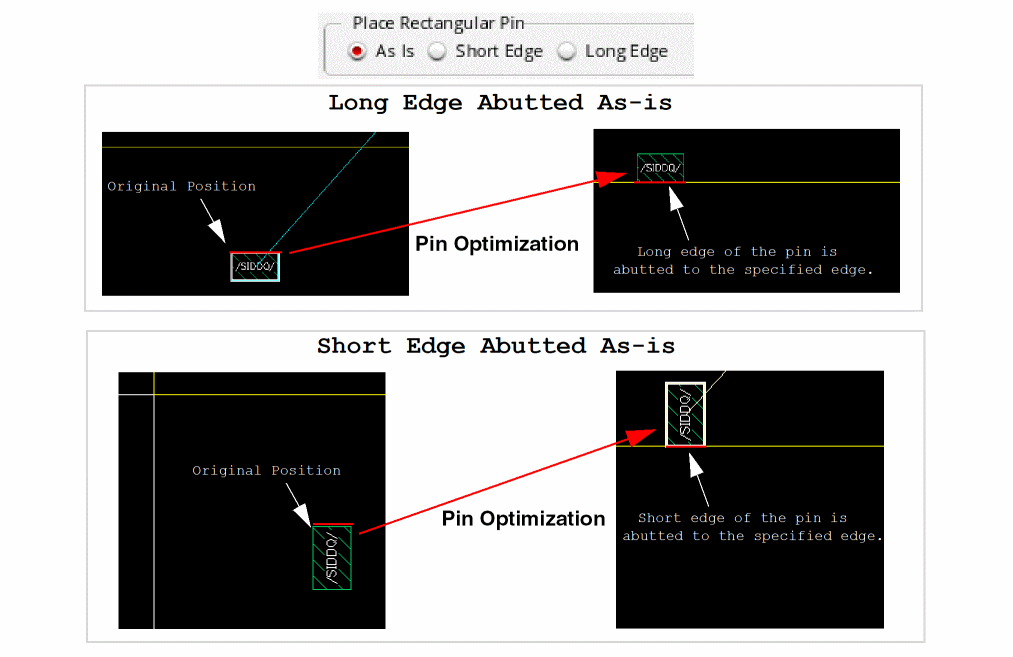 Place Rectangular Pin
As Is Short Edge Long Edge
Long Edge Abutted As-is
Original Position
/SIDDQ/
Pin Optimization
/SIDDQ/
Long edge of the pin is
abutted to the specified edge.
Short Edge Abutted As-is
Original Position
/SIDDQ/
Pin Optimization
/SIDDQ/
Short edge of the pin is
abutted to the specified edge.